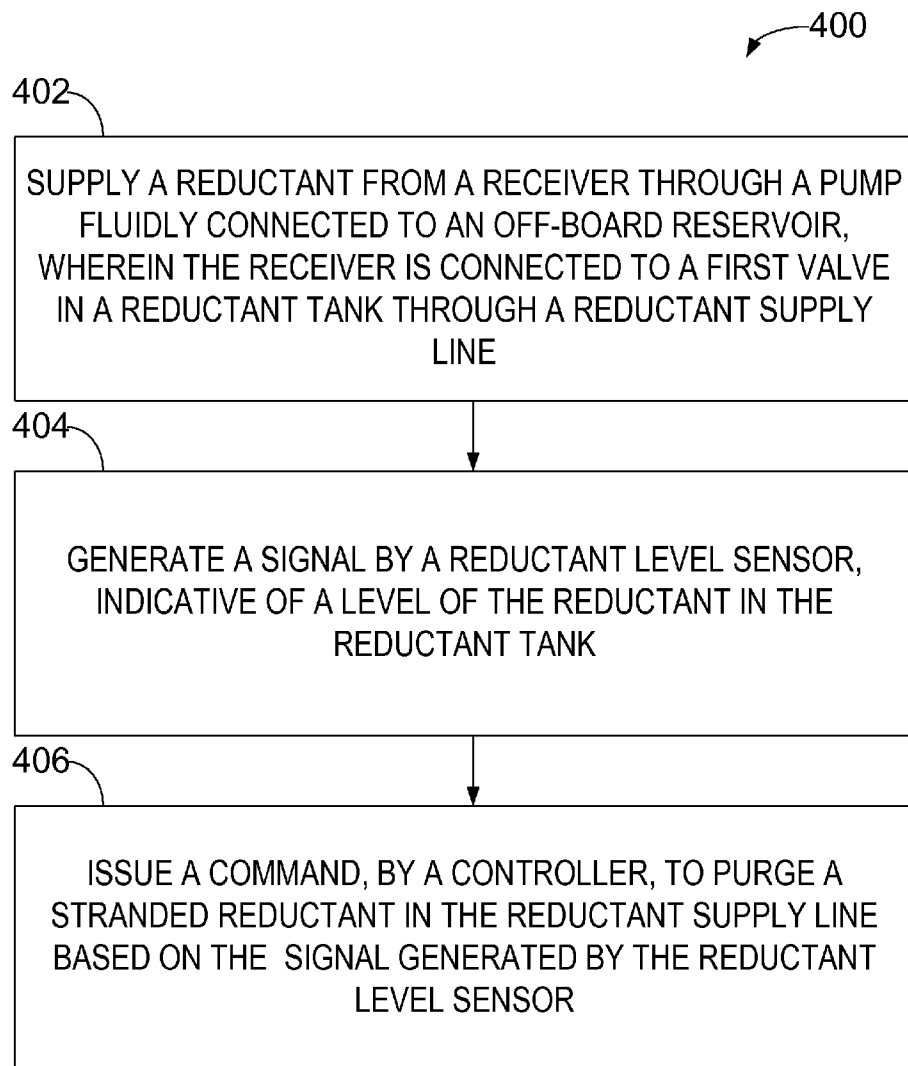 400
402
SUPPLY A REDUCTANT FROM A RECEIVER THROUGH A PUMP
FLUIDLY CONNECTED TO AN OFF-BOARD RESERVOIR,
WHEREIN THE RECEIVER IS CONNECTED TO A FIRST VALVE
IN A REDUCTANT TANK THROUGH A REDUCTANT SUPPLY
LINE
404
GENERATE A SIGNAL BY A REDUCTANT LEVEL SENSOR,
INDICATIVE OF A LEVEL OF THE REDUCTANT IN THE
REDUCTANT TANK
406
ISSUE A COMMAND, BY A CONTROLLER, TO PURGE A
STRANDED REDUCTANT IN THE REDUCTANT SUPPLY LINE
BASED ON THE SIGNAL GENERATED BY THE REDUCTANT
LEVEL SENSOR